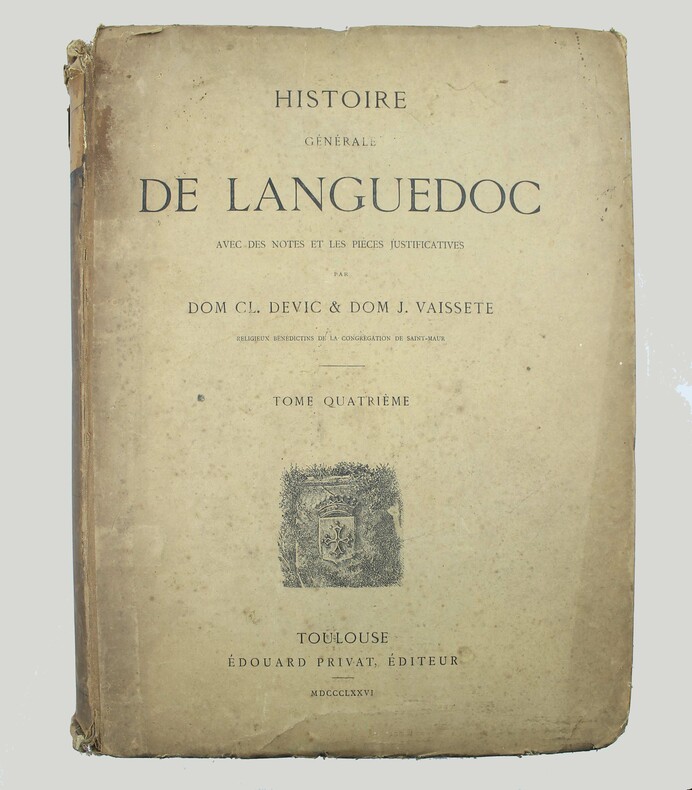 HISTOIRE
GÉNÉRALE
DE LANGUEDOC
AVEC DES NOTES ET LES PIÈCES JUSTIFICATIVES
PAR
DOM CL. DEVIC & DOM J. VAISSETE
RELIGIEUX BÉNÉDICTINS DE LA CONGRÉGATION DE SAINT-MAUR
TOME QUATRIÈME
TOULOUSE
ÉDOUARD PRIVAT, ÉDITEUR
MDCCCLXXVI